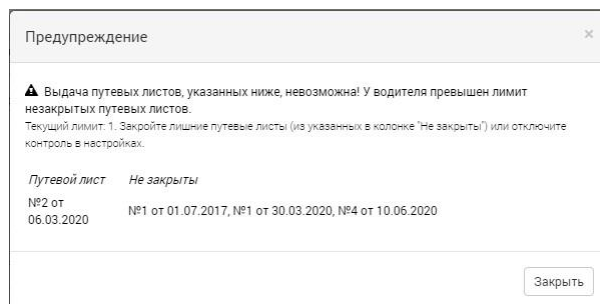 Предупреждение ×
Выдача путевых листов, указанных ниже, невозможна! У водителя превышен лимит
незакрытых путевых листов.
Текущий лимит: 1. Закройте лишние путевые листы (из указанных в колонке "Не закрыты") или отключите
контроль в настройках.
Путевой лист Не закрыты
№2 от
06.03.2020
№1 от 01.07.2017, №1 от 30.03.2020, №4 от 10.06.2020
Закрыть